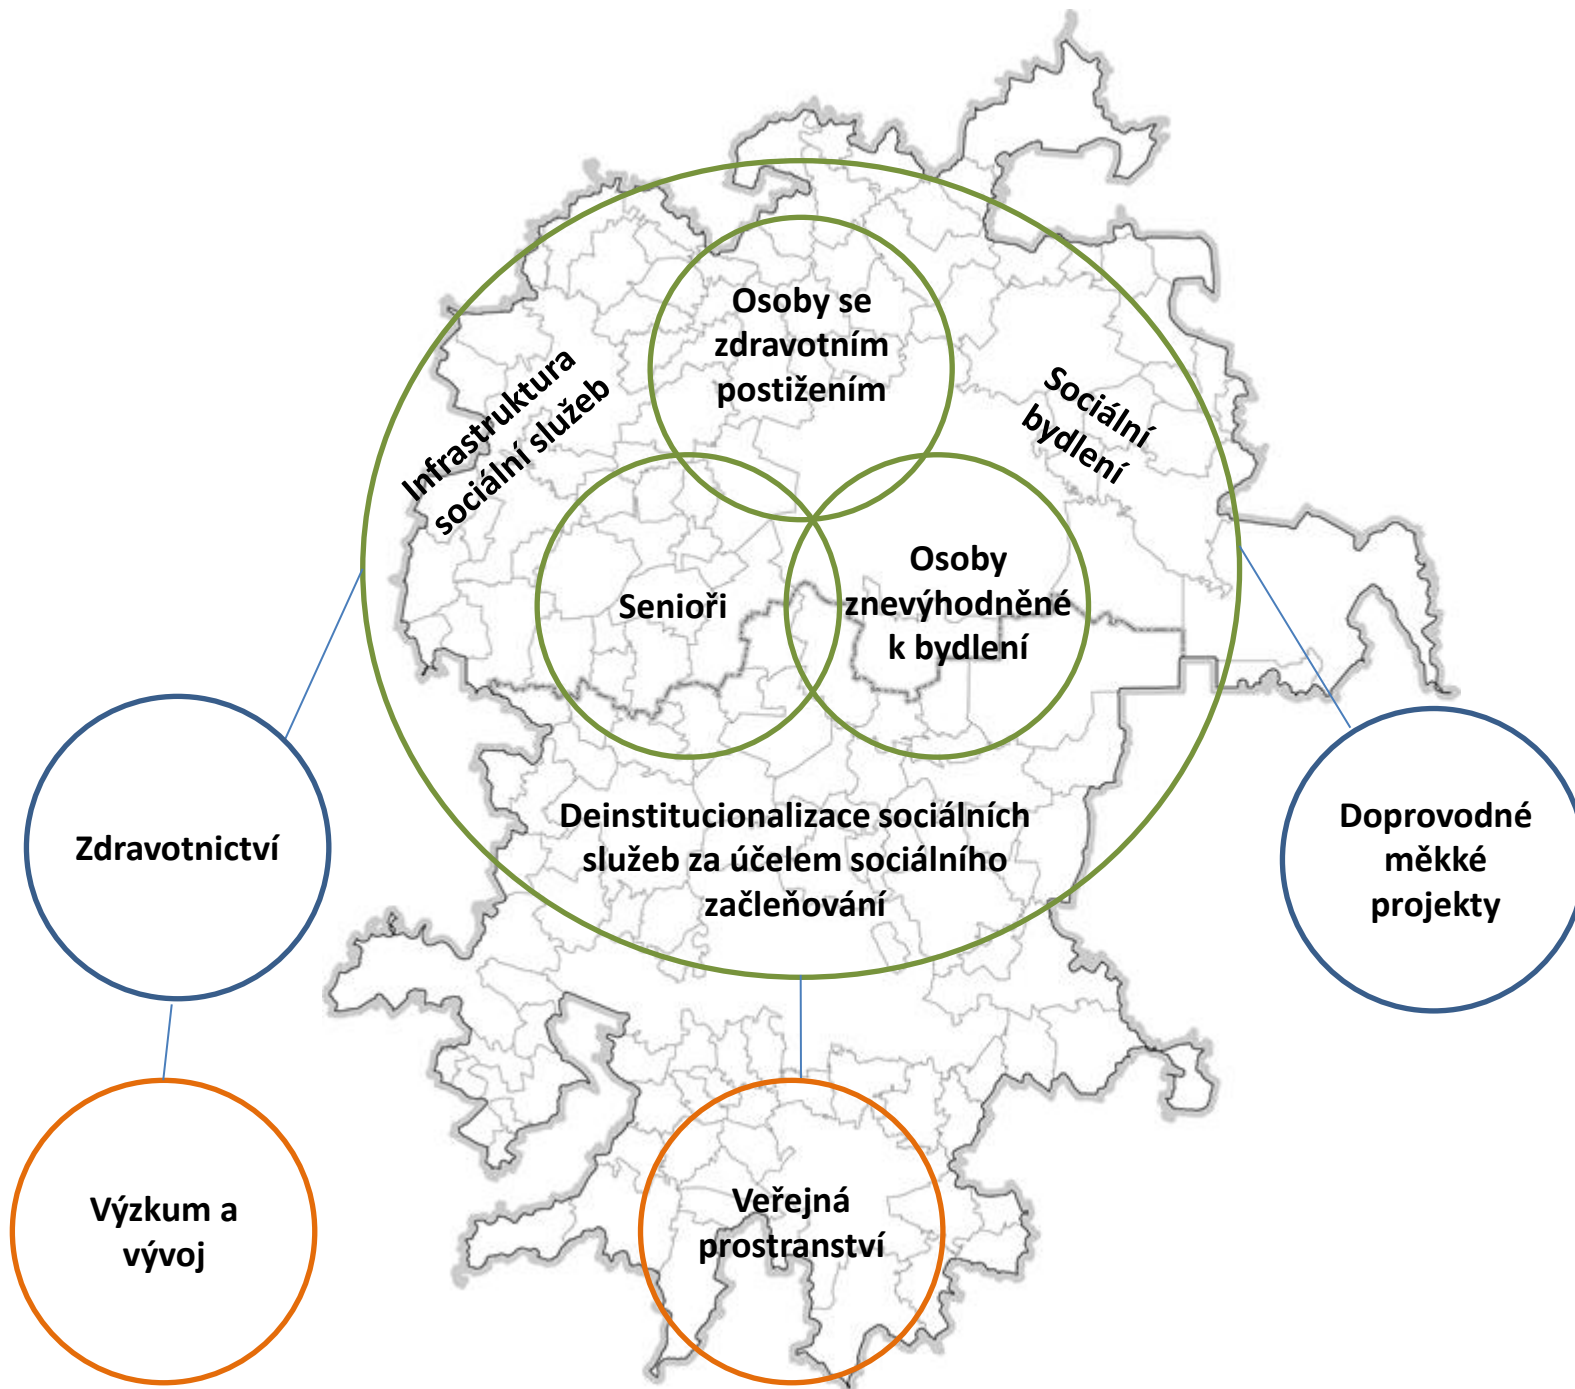 Osoby se
zdravotním
postižením
Infrastruktura
sociální služeb
Sociální
bydlení
Senioři
Osoby
znevýhodněné
k bydlení
Deinstitucionalizace sociálních
služeb za účelem sociálního
začleňování
Zdravotnictví
Doprovodné
měkké
projekty
Výzkum a
vývoj
Veřejná
prostranství